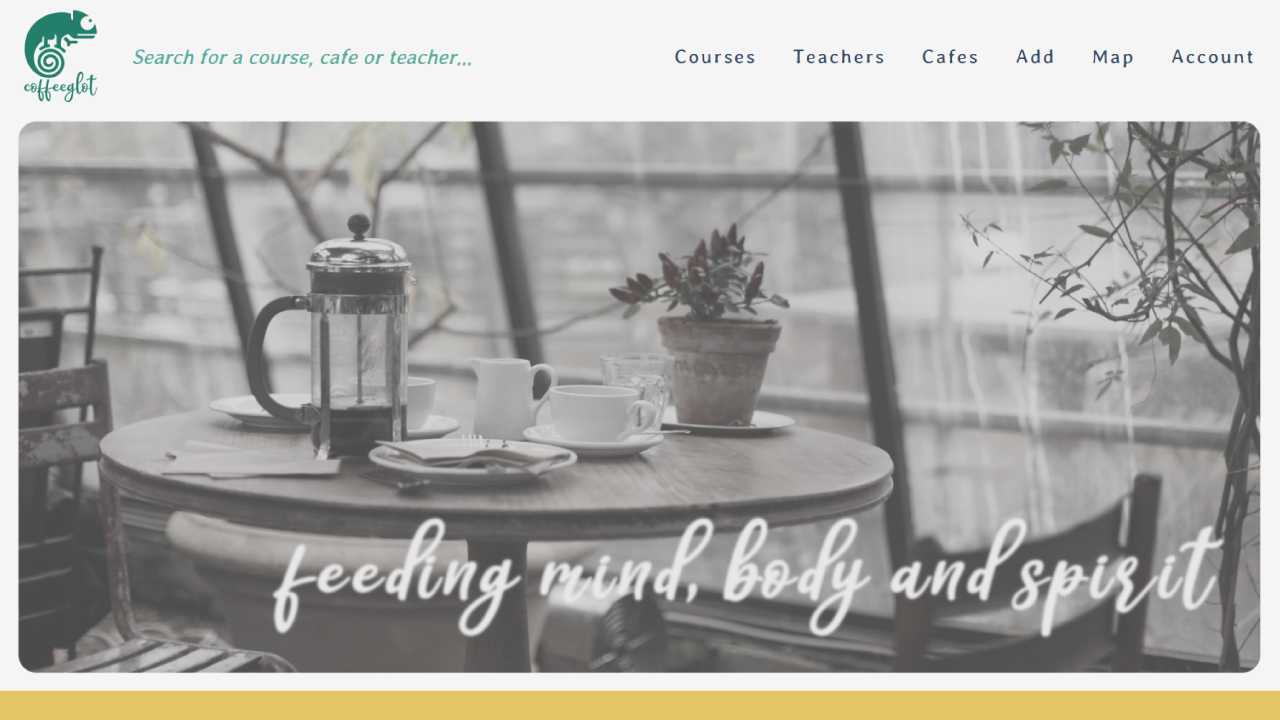 Search for a course, cafe or teacher...
Courses Teachers Cafes Add Map Account
coffeeglot
feeding mind, body and spirit